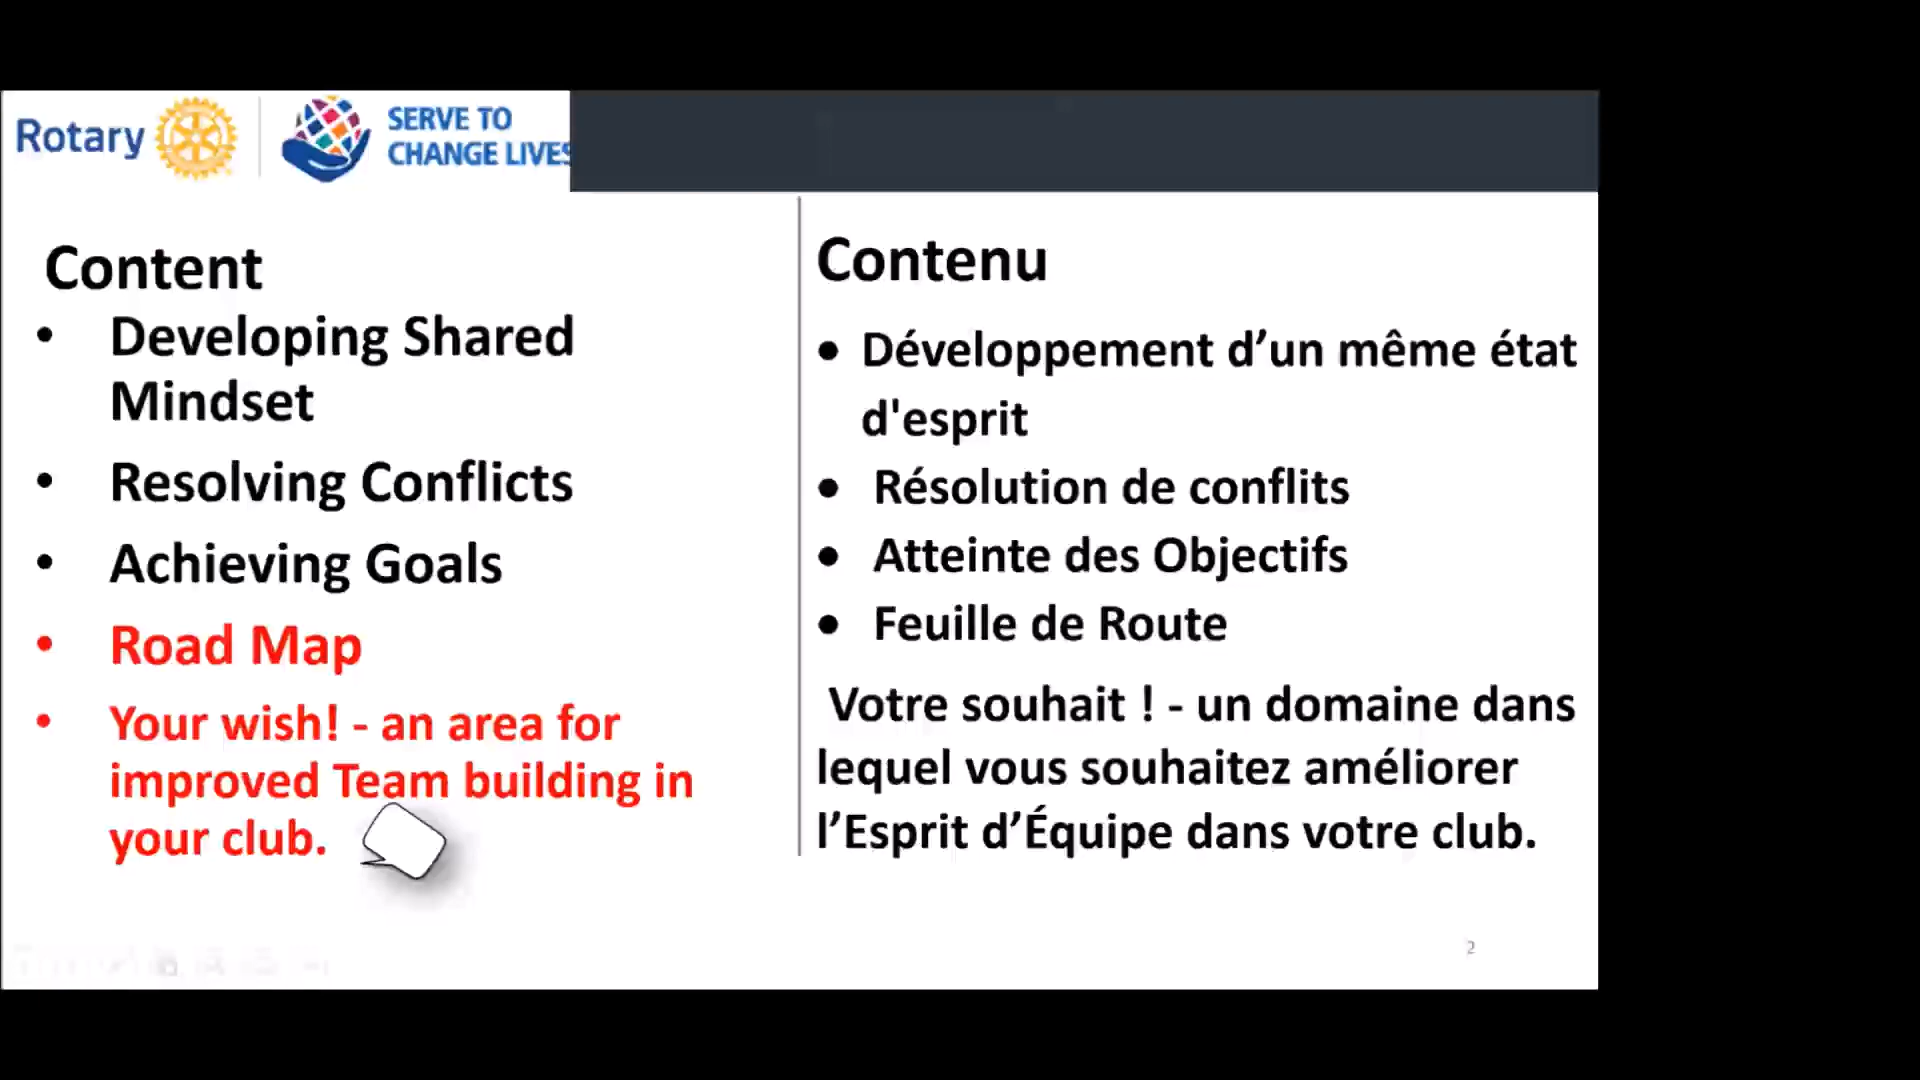 Rotary
SERVE TO
CHANGE LIVES
Content
• Developing Shared
Mindset
• Resolving Conflicts
• Achieving Goals
• Road Map
• Your wish! - an area for
improved Team building in
your club.
Contenu
• Développement d’un même état
d'esprit
• Résolution de conflits
• Atteinte des Objectifs
• Feuille de Route
Votre souhait ! - un domaine dans
lequel vous souhaitez améliorer
l’Esprit d’Équipe dans votre club.
2